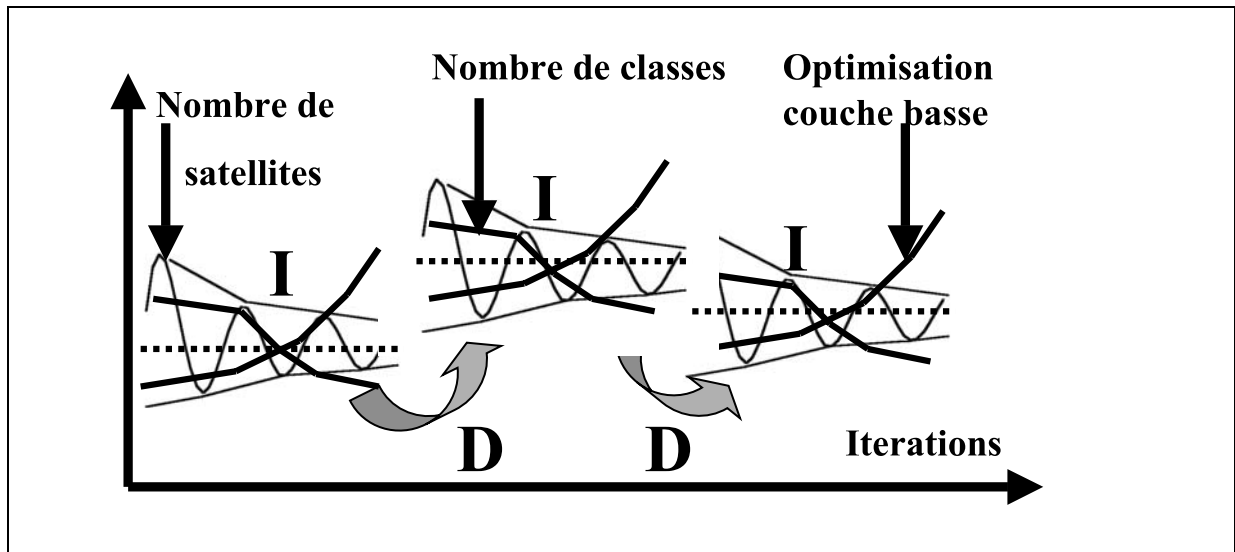 Nombre de
satellites
Nombre de classes
Optimisation
couche basse
I
I
I
D
D
Iterations